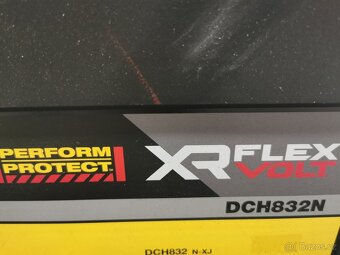 PERFORM
PROTECT
XR FLEX
VOLT
DCH832N
DCH832 N-XJ